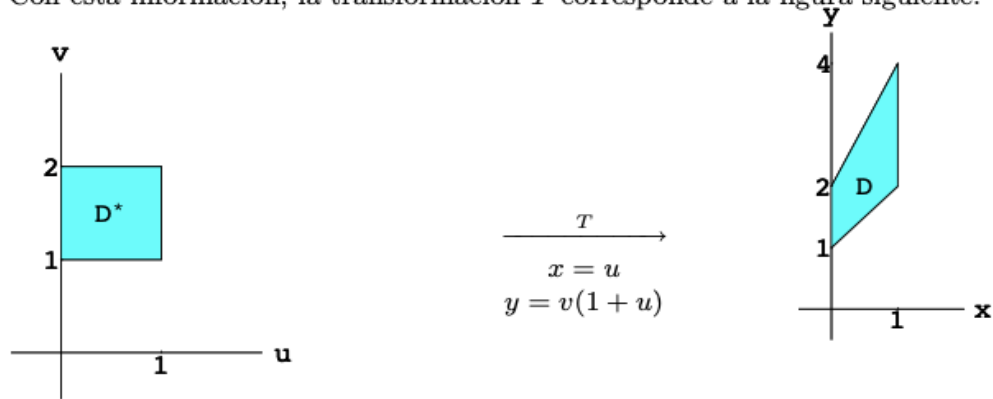 Con esta información, la transformación T corresponde a la figura siguiente.
v
2
D*
1
1
u
T
x = u
y = v(1 + u)
y
4
2
D
1
1
x